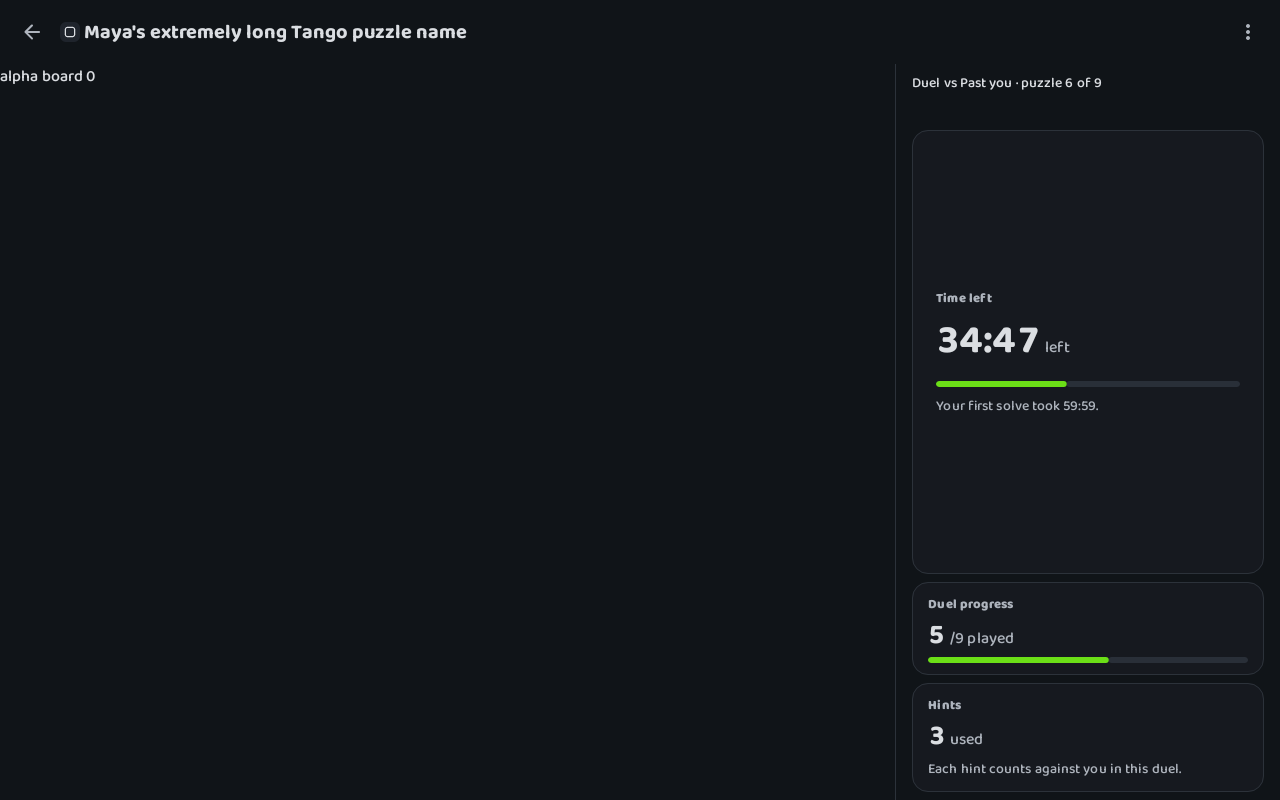 Maya's extremely long Tango puzzle name
alpha board 0
Duel vs Past you · puzzle 6 of 9
Time left
34:47 left
Your first solve took 59:59.
Duel progress
5 /9 played
Hints
3 used
Each hint counts against you in this duel.